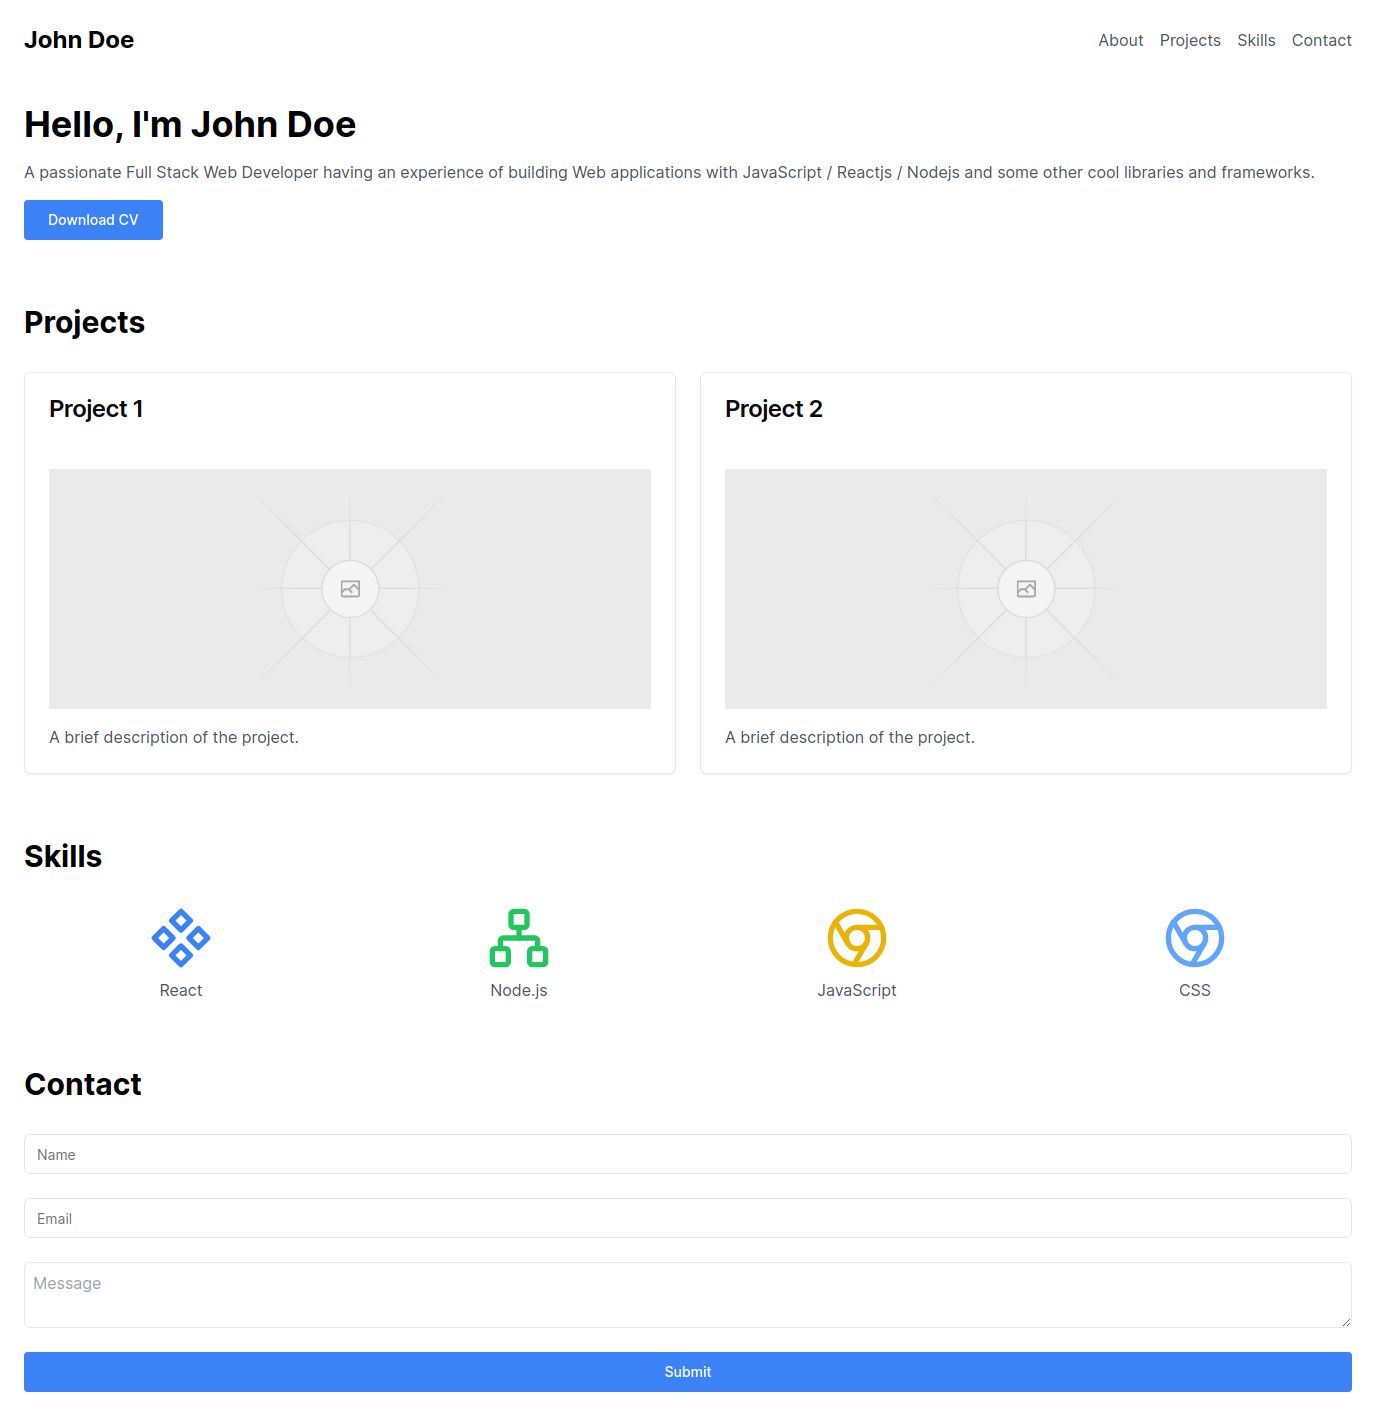 John Doe
About Projects Skills Contact
Hello, I'm John Doe
A passionate Full Stack Web Developer having an experience of building Web applications with JavaScript / Reactjs / Nodejs and some other cool libraries and frameworks.
Download CV
Projects
Project 1
A brief description of the project.
Project 2
A brief description of the project.
Skills
React
Node.js
JavaScript
CSS
Contact
Name
Email
Message
Submit